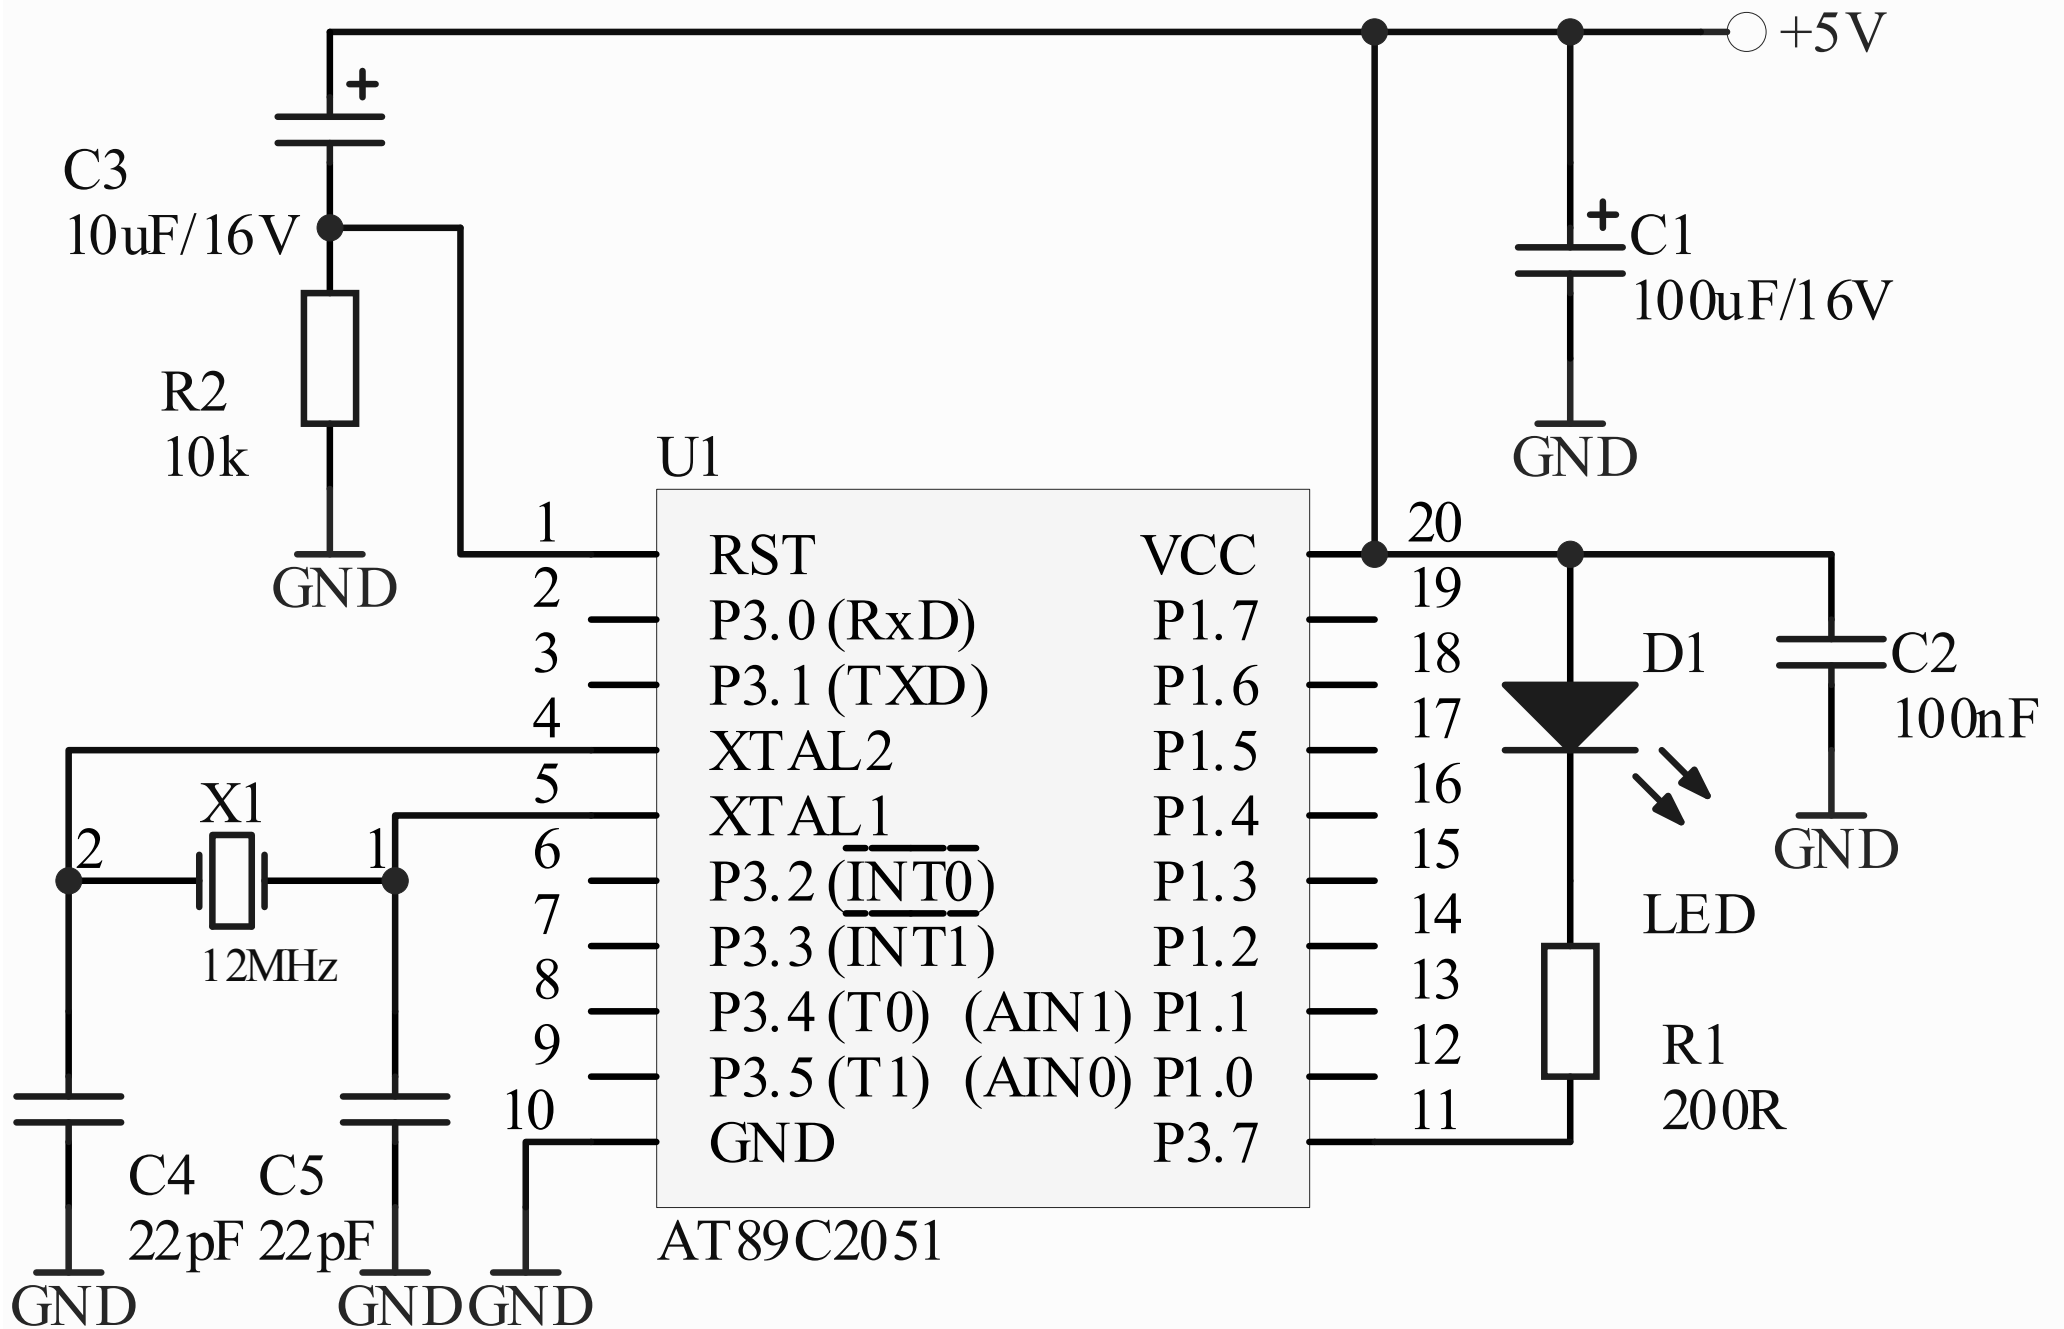 +5V
+
C3
10uF/16V
+
C1
100uF/16V
R2
10k
GND
GND
U1
1
RST
VCC
20
2
P3.0 (RxD)
P1.7
19
3
P3.1 (TXD)
P1.6
18
4
XTAL2
P1.5
17
5
XTAL1
P1.4
16
6
P3.2 (INT0)
P1.3
15
7
P3.3 (INT1)
P1.2
14
8
P3.4 (T0)
(AIN1) P1.1
13
9
P3.5 (T1)
(AIN0) P1.0
12
10
GND
P3.7
11
AT89C2051
D1
LED
C2
100nF
GND
R1
200R
X1
2
1
12MHz
C4
22pF
C5
22pF
GND
GND
GND